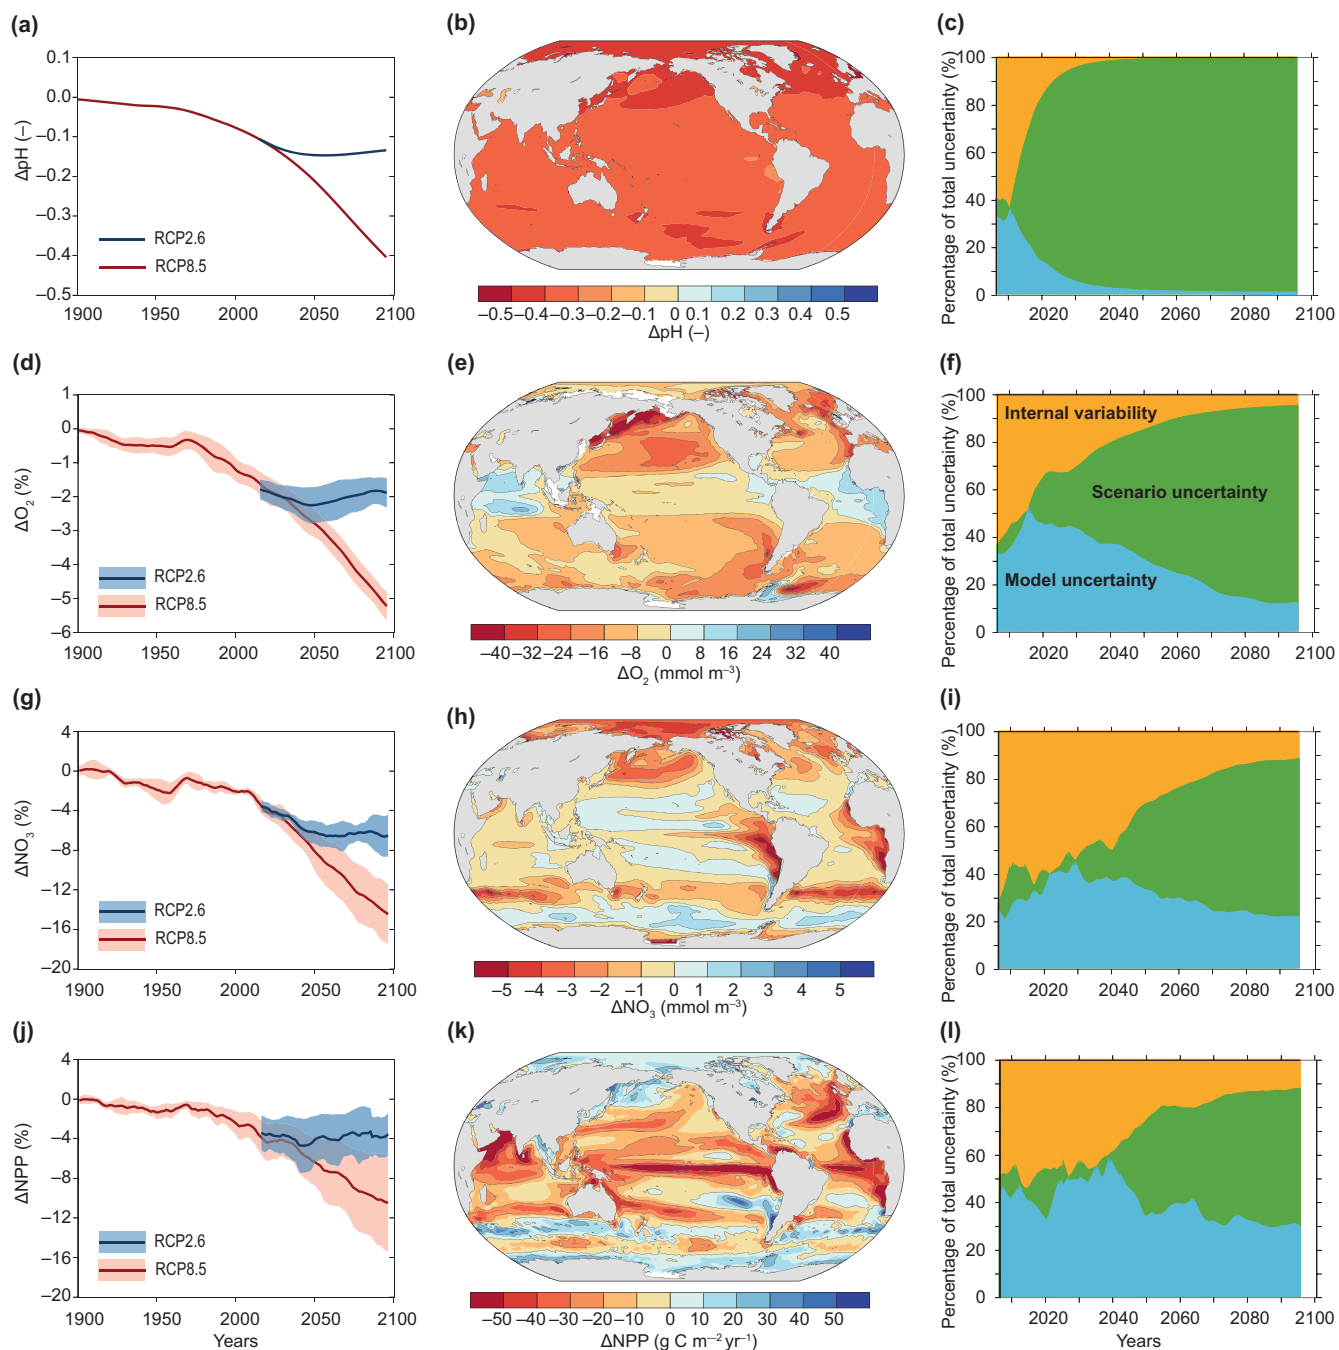 (a)
0.1
0.0
−0.1
−0.2
−0.3
−0.4
−0.5
ΔpH (–)
RCP2.6
RCP8.5
1900 1950 2000 2050 2100
(b)
−0.5 −0.4 −0.3 −0.2 −0.1 0 0.1 0.2 0.3 0.4 0.5
ΔpH (–)
(c)
100
80
60
40
20
0
Percentage of total uncertainty (%)
2020 2040 2060 2080 2100
(d)
1
0
−1
−2
−3
−4
−5
−6
ΔO₂ (%)
RCP2.6
RCP8.5
1900 1950 2000 2050 2100
(e)
−40 −32 −24 −16 −8 0 8 16 24 32 40
ΔO₂ (mmol m⁻³)
(f)
100
80
60
40
20
0
Percentage of total uncertainty (%)
Internal variability
Scenario uncertainty
Model uncertainty
2020 2040 2060 2080 2100
(g)
4
0
−4
−8
−12
−16
−20
ΔNO₃ (%)
RCP2.6
RCP8.5
1900 1950 2000 2050 2100
(h)
−5 −4 −3 −2 −1 0 1 2 3 4 5
ΔNO₃ (mmol m⁻³)
(i)
100
80
60
40
20
0
Percentage of total uncertainty (%)
2020 2040 2060 2080 2100
(j)
4
0
−4
−8
−12
−16
−20
ΔNPP (%)
RCP2.6
RCP8.5
1900 1950 2000 2050 2100
Years
(k)
−50 −40 −30 −20 −10 0 10 20 30 40 50
ΔNPP (g C m⁻² yr⁻¹)
(l)
100
80
60
40
20
0
Percentage of total uncertainty (%)
2020 2040 2060 2080 2100
Years